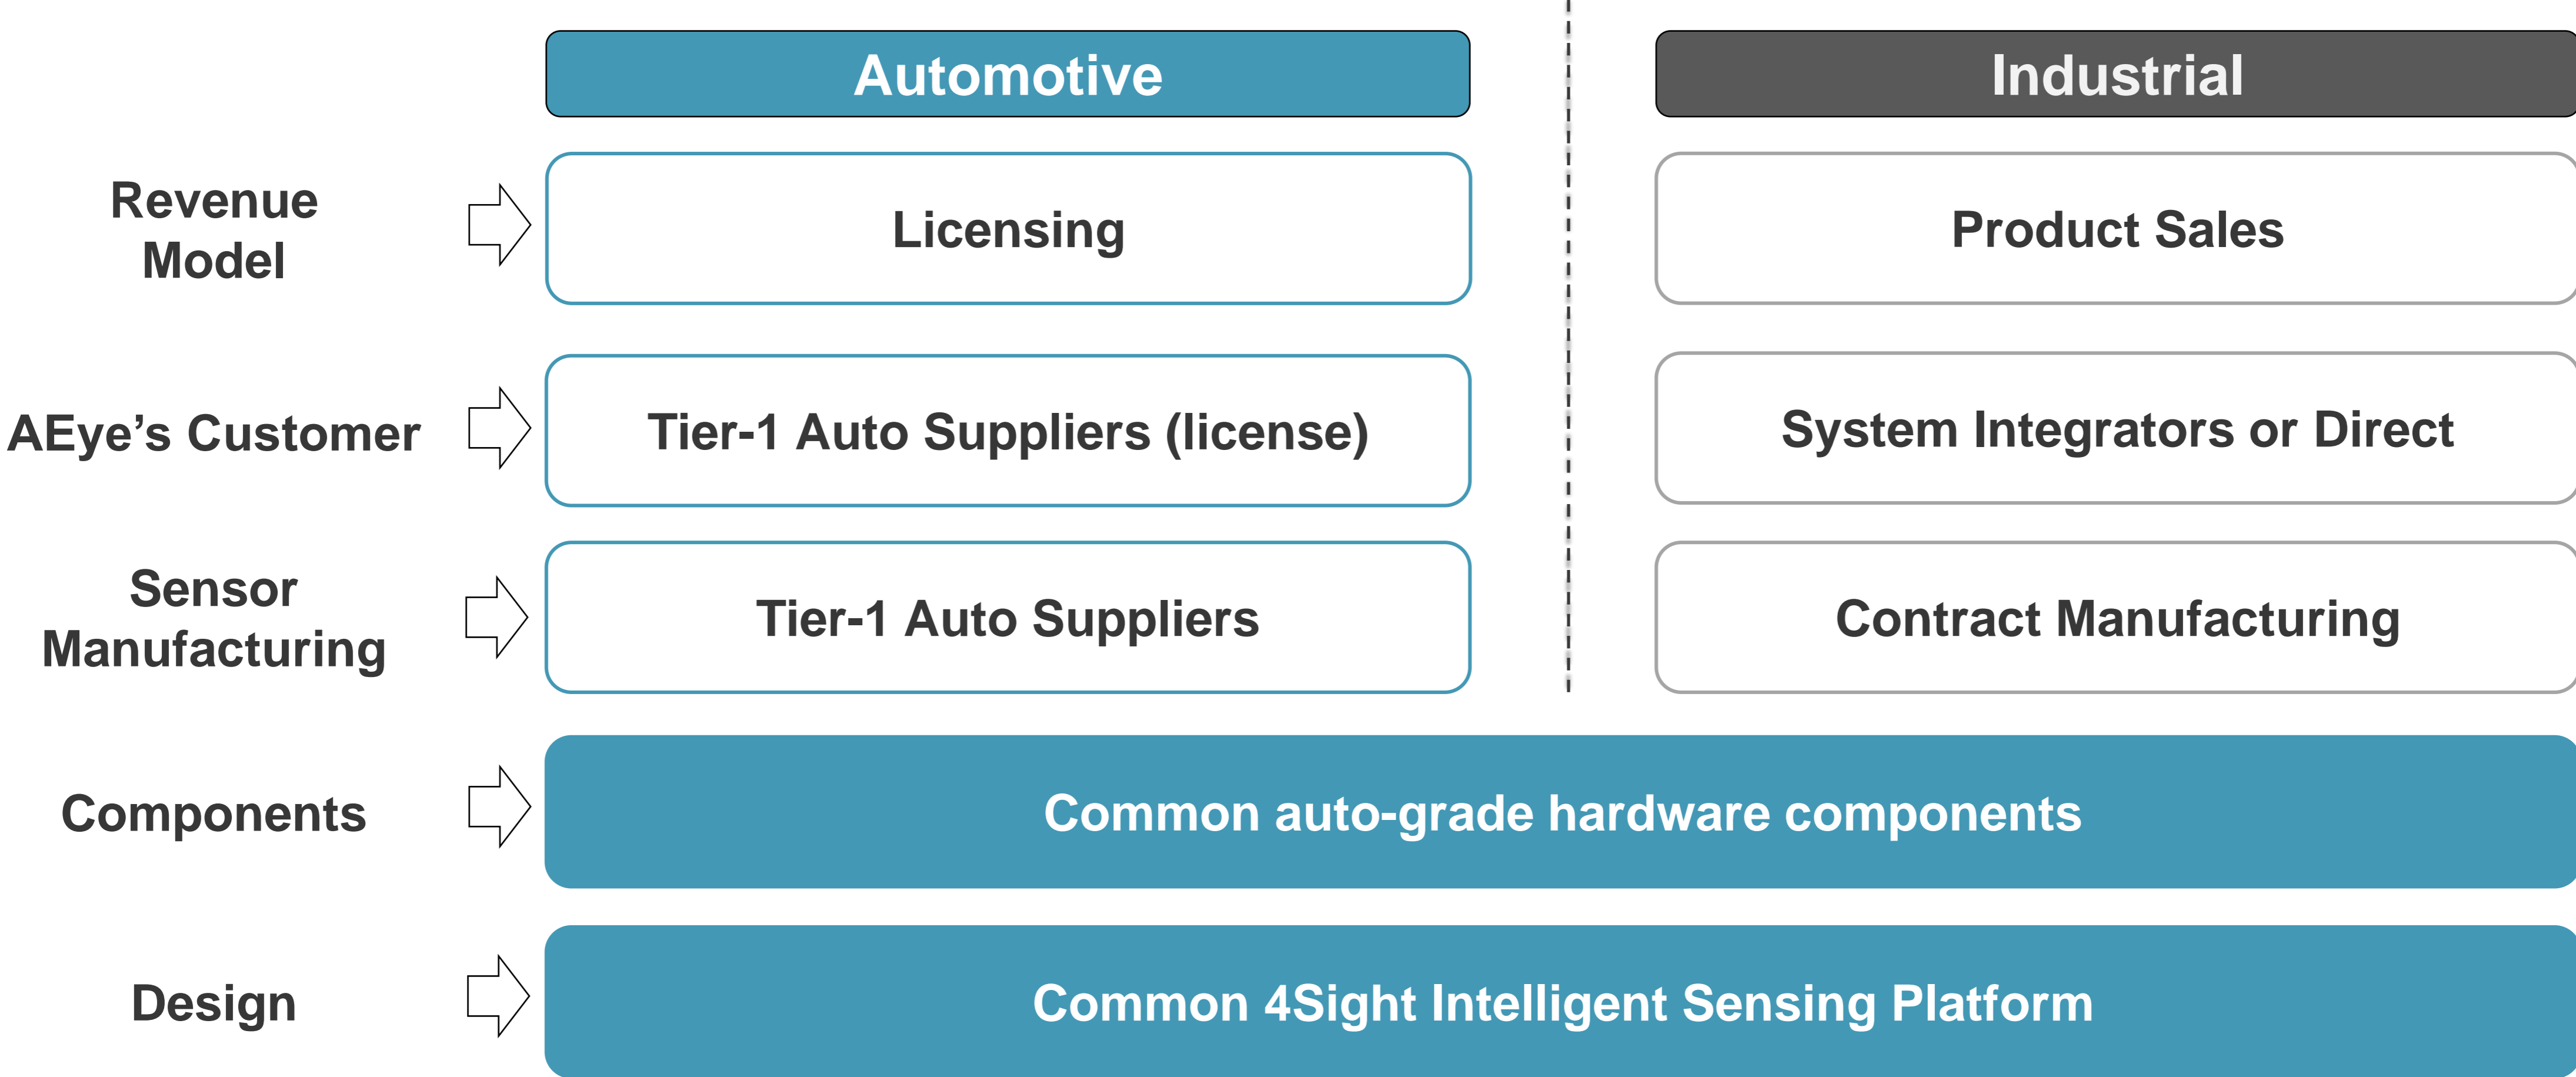 Automotive
Industrial
Revenue
Model
Licensing
Product Sales
AEye’s Customer
Tier-1 Auto Suppliers (license)
System Integrators or Direct
Sensor
Manufacturing
Tier-1 Auto Suppliers
Contract Manufacturing
Components
Common auto-grade hardware components
Design
Common 4Sight Intelligent Sensing Platform